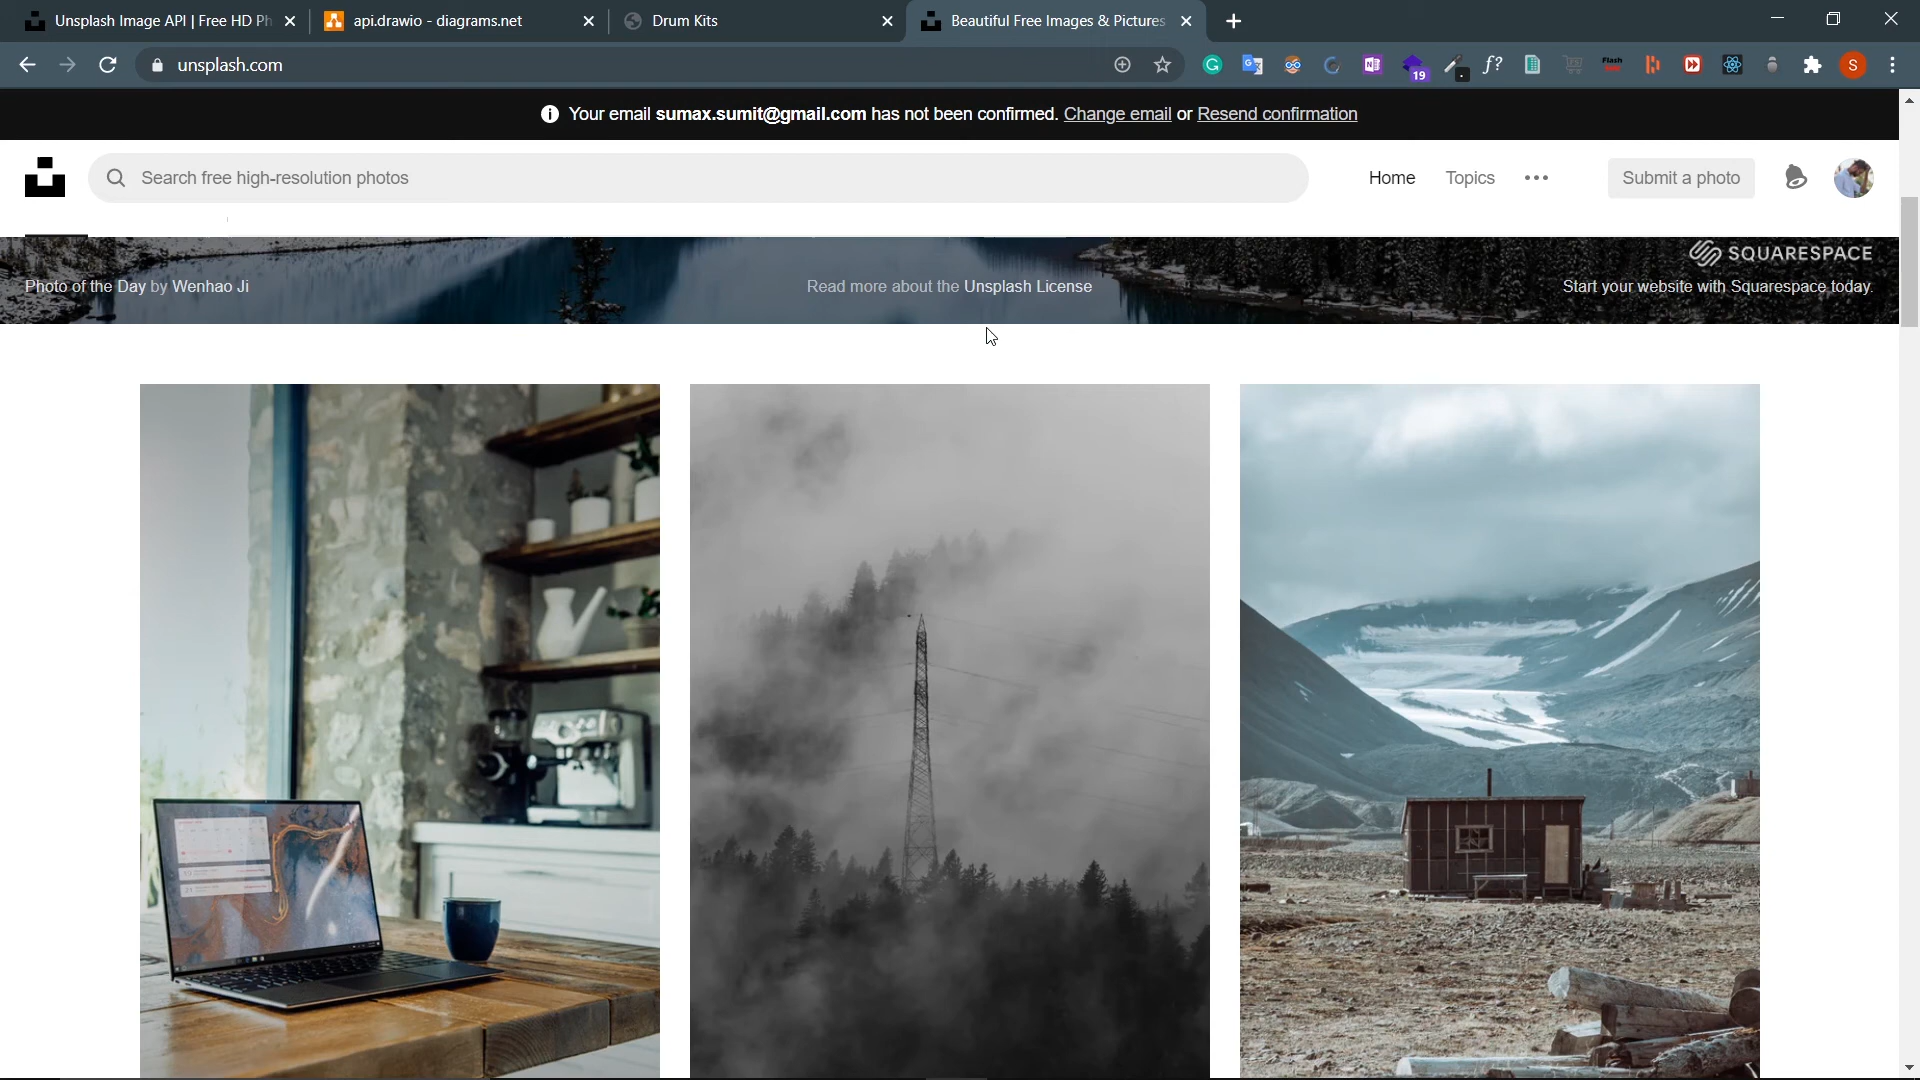 Unsplash Image API | Free HD Ph
api.drawio - diagrams.net
Drum Kits
Beautiful Free Images & Pictures
unsplash.com
19
f?
Flash
S
Your email sumax.sumit@gmail.com has not been confirmed. Change email or Resend confirmation
Search free high-resolution photos
Home
Topics
Submit a photo
SQUARESPACE
Photo of the Day by Wenhao Ji
Read more about the Unsplash License
Start your website with Squarespace today.